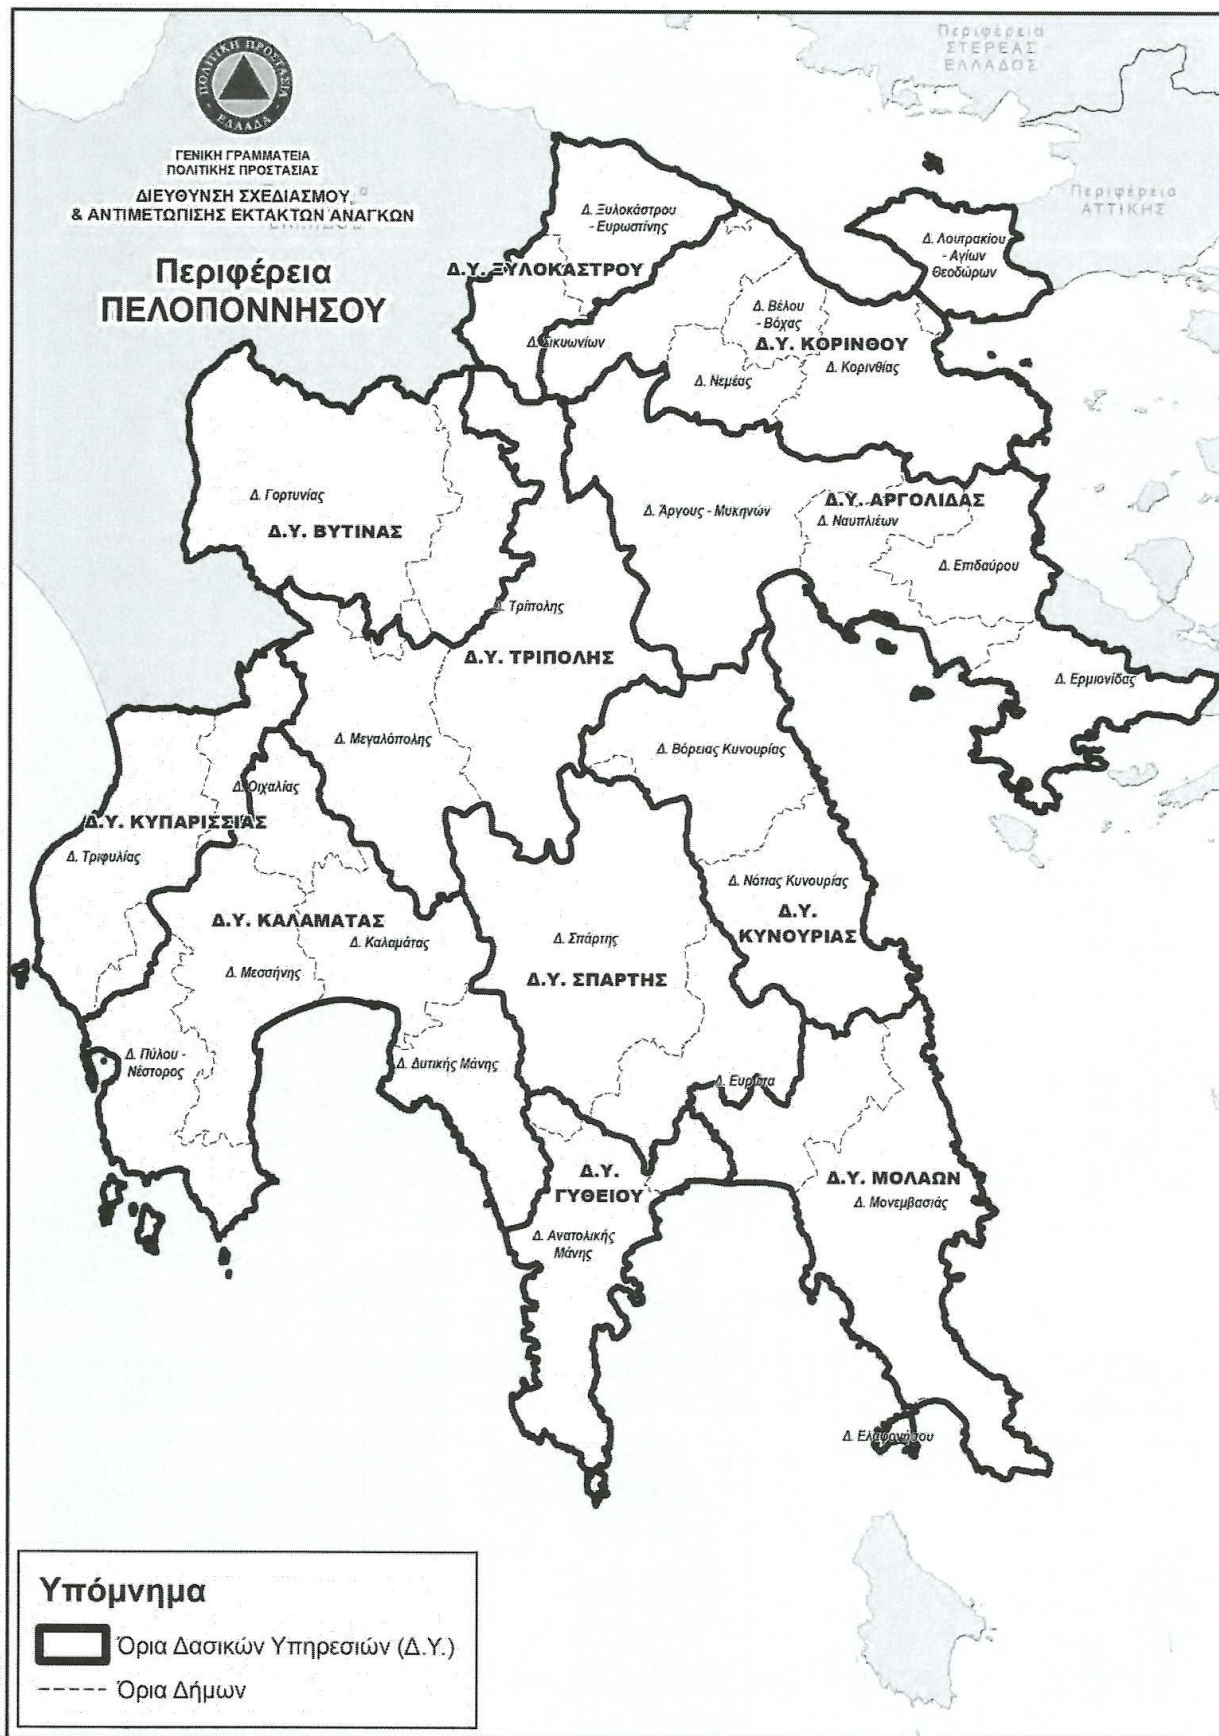 Περιφέρεια
ΣΤΕΡΕΑΣ
ΕΛΛΑΔΟΣ
ΠΟΛΙΤΙΚΗ ΠΡΟΣΤΑΣΙΑ
ΕΛΛΑΔΑ
ΓΕΝΙΚΗ ΓΡΑΜΜΑΤΕΙΑ
ΠΟΛΙΤΙΚΗΣ ΠΡΟΣΤΑΣΙΑΣ
ΔΙΕΥΘΥΝΣΗ ΣΧΕΔΙΑΣΜΟΥ
& ΑΝΤΙΜΕΤΩΠΙΣΗΣ ΕΚΤΑΚΤΩΝ ΑΝΑΓΚΩΝ
Περιφέρεια
ΠΕΛΟΠΟΝΝΗΣΟΥ
Περιφέρεια
ΑΤΤΙΚΗΣ
Δ. Ξυλοκάστρου
- Ευρωστίνης
Δ. Λουτρακίου
- Αγίων
Θεοδώρων
Δ.Υ. ΞΥΛΟΚΑΣΤΡΟΥ
Δ. Βέλου
- Βόχας
Δ. Σικυωνίων
Δ.Υ. ΚΟΡΙΝΘΟΥ
Δ. Κορινθίας
Δ. Νεμέας
Δ. Γορτυνίας
Δ.Υ. ΒΥΤΙΝΑΣ
Δ. Άργους - Μυκηνών
Δ.Υ. ΑΡΓΟΛΙΔΑΣ
Δ. Ναυπλιέων
Δ. Επιδαύρου
Δ. Τρίπολης
Δ.Υ. ΤΡΙΠΟΛΗΣ
Δ. Ερμιονίδας
Δ. Μεγαλόπολης
Δ. Βόρειας Κυνουρίας
Δ. Οιχαλίας
Δ.Υ. ΚΥΠΑΡΙΣΣΙΑΣ
Δ. Τριφυλίας
Δ. Νότιας Κυνουρίας
Δ.Υ.
ΚΥΝΟΥΡΙΑΣ
Δ.Υ. ΚΑΛΑΜΑΤΑΣ
Δ. Καλαμάτας
Δ. Σπάρτης
Δ. Μεσσήνης
Δ.Υ. ΣΠΑΡΤΗΣ
Δ. Πύλου -
Νέστορος
Δ. Δυτικής Μάνης
Δ. Ευρώτα
Δ.Υ.
ΓΥΘΕΙΟΥ
Δ.Υ. ΜΟΛΑΩΝ
Δ. Μονεμβασιάς
Δ. Ανατολικής
Μάνης
Δ. Ελαφονήσου
Υπόμνημα
Όρια Δασικών Υπηρεσιών (Δ.Υ.)
Όρια Δήμων